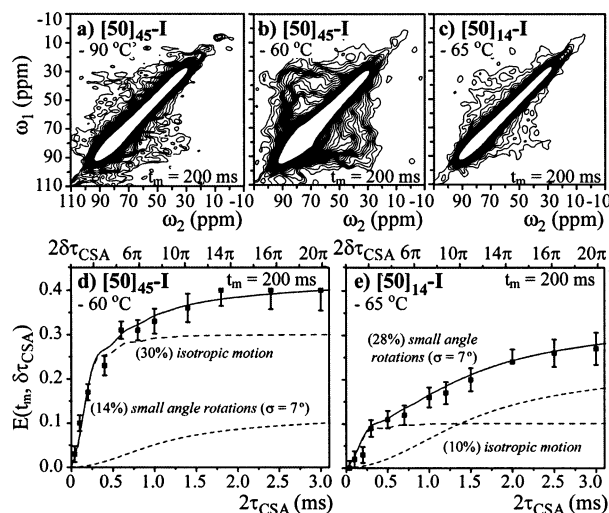 a) [50]45-I
- 90 °C
tm = 200 ms
b) [50]45-I
- 60 °C
tm = 200 ms
c) [50]14-I
- 65 °C
tm = 200 ms
ω1 (ppm)
-10
10
30
50
70
90
110
110 90 70 50 30 10 -10
ω2 (ppm)
90 70 50 30 10 -10
ω2 (ppm)
90 70 50 30 10 -10
ω2 (ppm)
2δτCSA 6π 10π 14π 16π 20π
d) [50]45-I
tm = 200 ms
- 60 °C
(30%) isotropic motion
(14%) small angle rotations (σ = 7°)
E(tm, δτCSA)
0.4
0.3
0.2
0.1
0.0
0.0 0.5 1.0 1.5 2.0 2.5 3.0
2τCSA (ms)
2δτCSA 6π 10π 14π 16π 20π
e) [50]14-I
tm = 200 ms
- 65 °C
(28%) small angle
rotations (σ = 7°)
(10%) isotropic motion
0.0 0.5 1.0 1.5 2.0 2.5 3.0
2τCSA (ms)